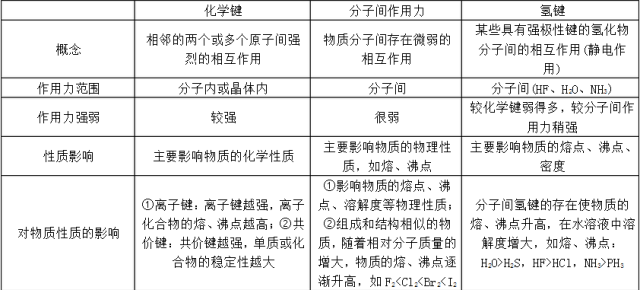 化学键
分子间作用力
氢键
概念
相邻的两个或多个原子间强
烈的相互作用
物质分子间存在微弱的
相互作用
某些具有强极性键的氢化物
分子间的相互作用(静电作
用)
作用力范围
分子内或晶体内
分子间
分子间(HF、H₂O、NH₃)
作用力强弱
较强
很弱
较化学键弱得多，较分子间作
用力稍强
性质影响
主要影响物质的化学性质
主要影响物质的物理性
质，如熔、沸点
主要影响物质的熔点、沸点、
密度
对物质性质的影响
①离子键：离子键越强，离子
化合物的熔、沸点越高；②共
价键：共价键越强，单质或化
合物的稳定性越大
①影响物质的熔点、沸
点、溶解度等物理性质；
②组成和结构相似的物
质，随着相对分子质量的
增大，物质的熔、沸点逐
渐升高，如 F₂<Cl₂<Br₂<I₂
分子间氢键的存在使物质的
熔、沸点升高，在水溶液中溶
解度增大，如熔、沸点：
H₂O>H₂S，HF>HCl，NH₃>PH₃